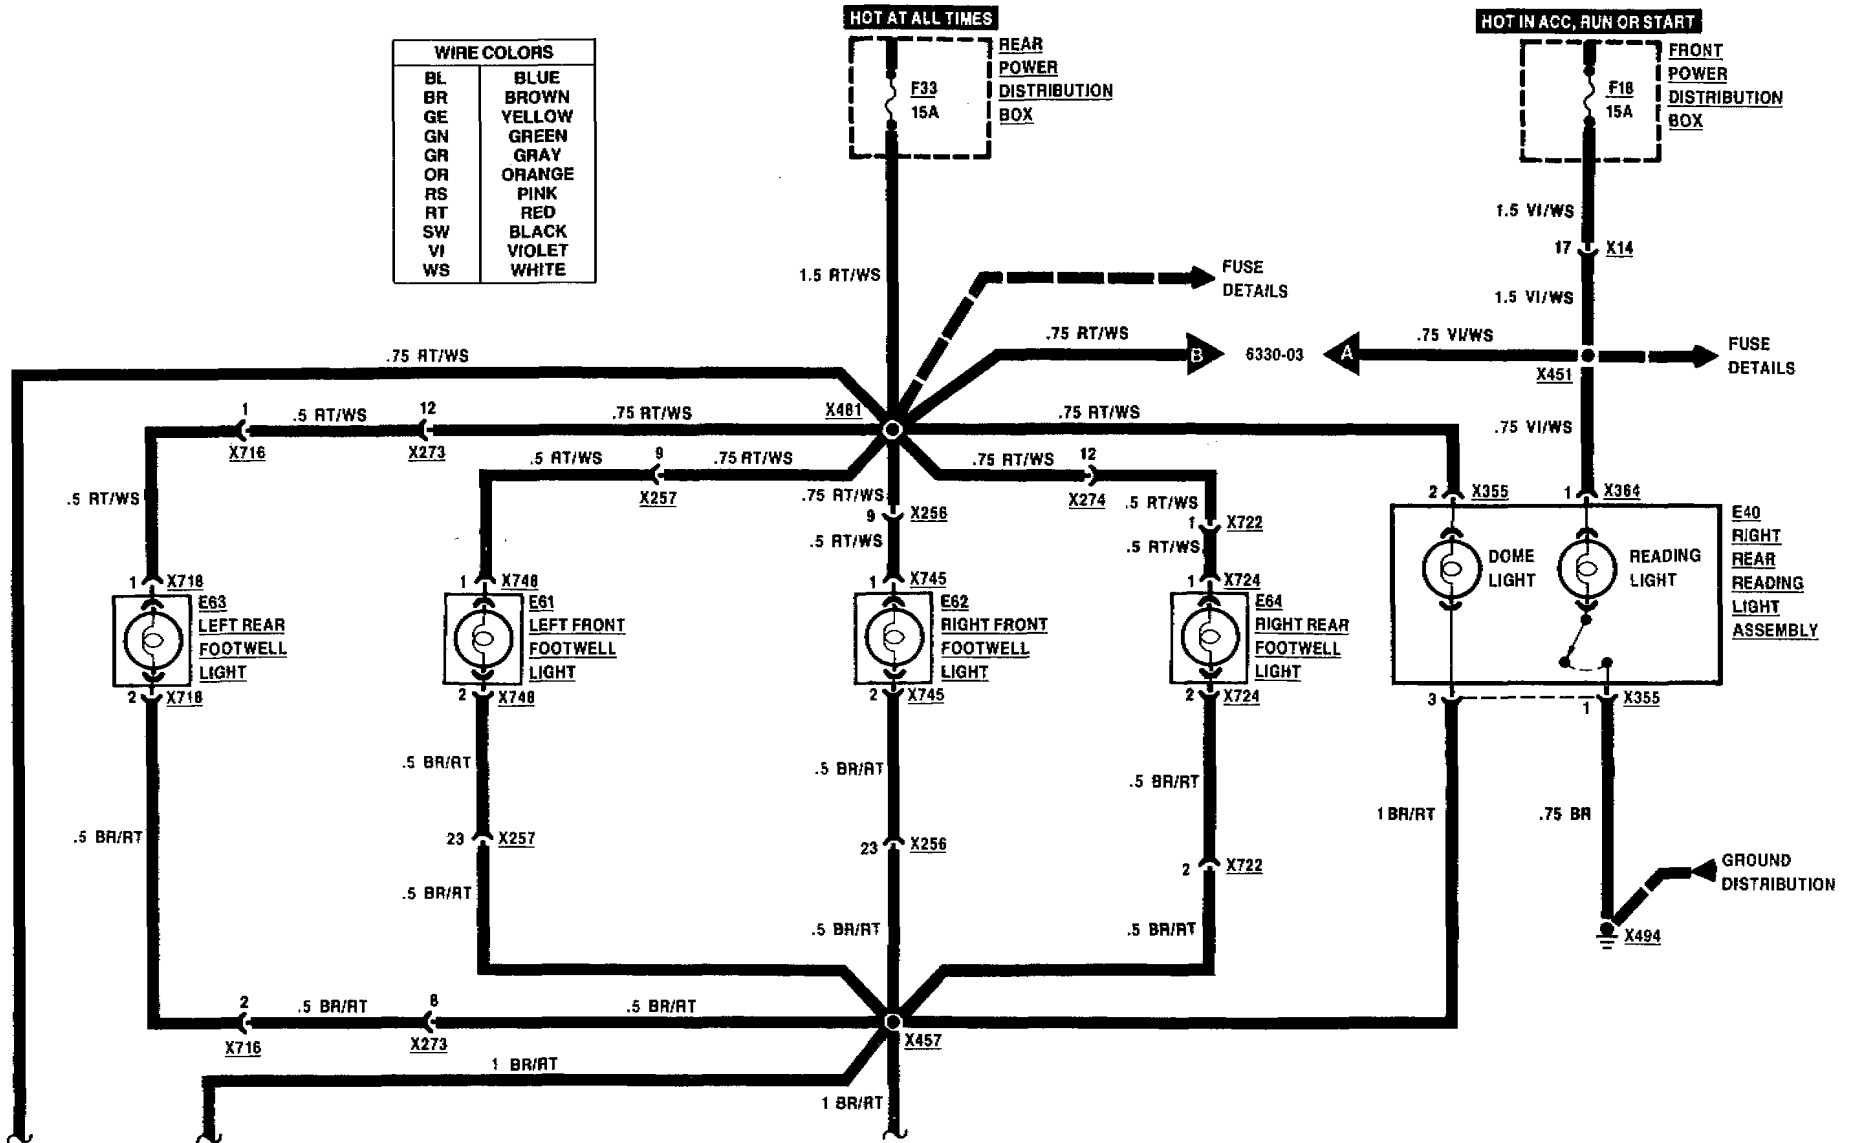 HOT AT ALL TIMES
HOT IN ACC, RUN OR START
WIRE COLORS
BL BLUE
BR BROWN
GE YELLOW
GN GREEN
GR GRAY
OR ORANGE
RS PINK
RT RED
SW BLACK
VI VIOLET
WS WHITE
F33
15A
REAR
POWER
DISTRIBUTION
BOX
F18
15A
FRONT
POWER
DISTRIBUTION
BOX
1.5 VI/WS
17 X14
1.5 RT/WS
FUSE
DETAILS
1.5 VI/WS
.75 RT/WS
.75 RT/WS
B 6330-03 A
.75 VI/WS
FUSE
DETAILS
X451
X481
1 .5 RT/WS 12 .75 RT/WS
.75 RT/WS
.75 VI/WS
X716 X273
.5 RT/WS 9 .75 RT/WS
X257
.75 RT/WS 12
X274
.75 RT/WS
9 X256
.5 RT/WS
.5 RT/WS
.5 RT/WS
1 X722
.5 RT/WS
2 X355
1 X364
E40
RIGHT
REAR
READING
LIGHT
ASSEMBLY
DOME
LIGHT
READING
LIGHT
1 X718
E63
LEFT REAR
FOOTWELL
LIGHT
2 X718
1 X748
E61
LEFT FRONT
FOOTWELL
LIGHT
2 X748
1 X745
E62
RIGHT FRONT
FOOTWELL
LIGHT
2 X745
1 X724
E64
RIGHT REAR
FOOTWELL
LIGHT
2 X724
3 1 X355
.5 BR/RT
.5 BR/RT
.5 BR/RT
.5 BR/RT
1 BR/RT
.75 BR
23 X257
23 X256
2 X722
GROUND
DISTRIBUTION
.5 BR/RT
.5 BR/RT
.5 BR/RT
X494
2 .5 BR/RT 8 .5 BR/RT
X716 X273
X457
1 BR/RT
1 BR/RT